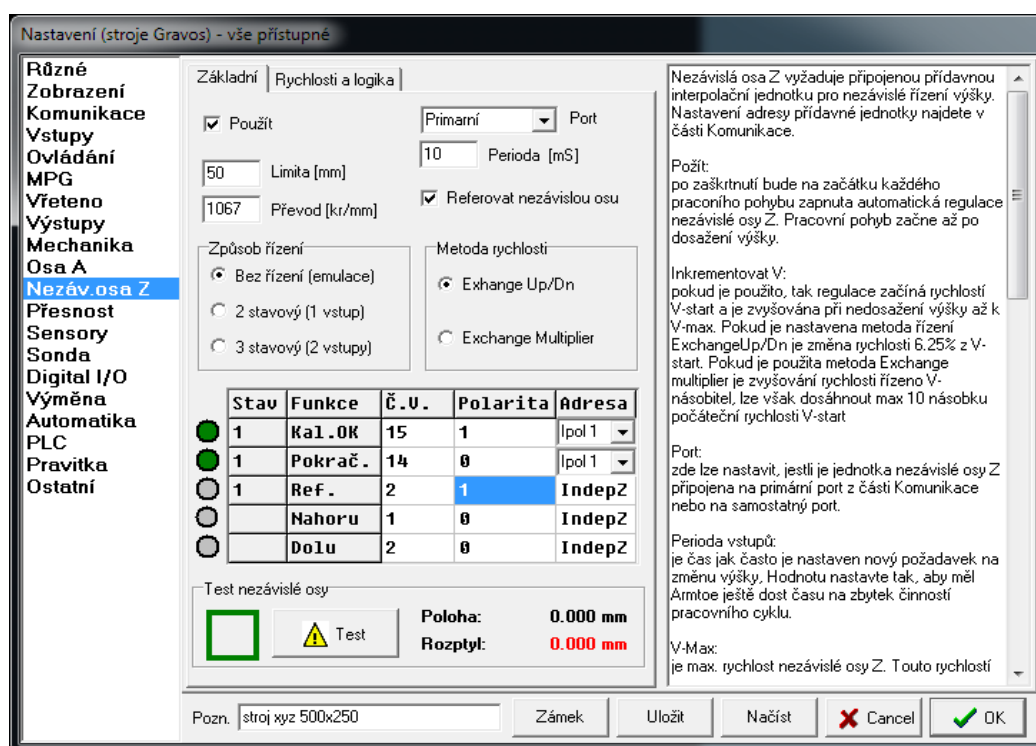 Nastavení (stroje Gravos) - vše přístupné
Různé
Zobrazení
Komunikace
Vstupy
Ovládání
MPG
Vřeteno
Výstupy
Mechanika
Osa A
Nezáv.osa Z
Přesnost
Sensory
Sonda
Digital I/O
Výměna
Automatika
PLC
Pravitka
Ostatní
Základní
Rychlosti a logika
Použít
Primarní
Port
10
Perioda [mS]
50
Limita [mm]
1067
Převod [kr/mm]
Referovat nezávislou osu
Způsob řízení
Bez řízení (emulace)
2 stavový (1 vstup)
3 stavový (2 vstupy)
Metoda rychlosti
Exhange Up/Dn
Exchange Multiplier
Stav Funkce Č.V. Polarita Adresa
1 Kal.OK 15 1 Ipol 1
1 Pokrač. 14 0 Ipol 1
1 Ref. 2 1 IndepZ
Nahoru 1 0 IndepZ
Dolu 2 0 IndepZ
Test nezávislé osy
Test
Poloha: 0.000 mm
Rozptyl: 0.000 mm
Nezávislá osa Z vyžaduje připojenou přídavnou
interpolační jednotku pro nezávislé řízení výšky.
Nastavení adresy přídavné jednotky najdete v
části Komunikace.
Požít:
po zaškrtnutí bude na začátku každého
praconího pohybu zapnuta automatická regulace
nezávislé osy Z. Pracovní pohyb začne až po
dosažení výšky.
Inkrementovat V:
pokud je použito, tak regulace začíná rychlostí
V-start a je zvyšována při nedosažení výšky až k
V-max. Pokud je nastavena metoda řízení
ExchangeUp/Dn je změna rychlosti 6.25% z V-
start. Pokud je použita metoda Exchange
multiplier je zvyšování rychlosti řízeno V-
násobitel, lze však dosáhnout max 10 násobku
počáteční rychlosti V-start
Port:
zde lze nastavit, jestli je jednotka nezávislé osy Z
připojena na primární port z části Komunikace
nebo na samostatný port.
Perioda vstupů:
je čas jak často je nastaven nový požadavek na
změnu výšky, Hodnotu nastavte tak, aby měl
Armtoe ještě dost času na zbytek činností
pracovního cyklu.
V-Max:
je max. rychlost nezávislé osy Z. Touto rychlostí
Pozn. stroj xyz 500x250
Zámek
Uložit
Načíst
Cancel
OK